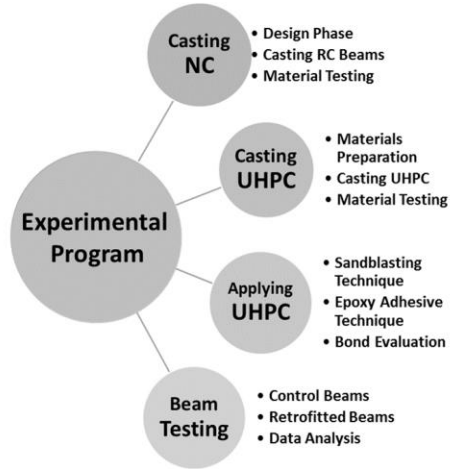 Casting
NC
• Design Phase
• Casting RC Beams
• Material Testing
Casting
UHPC
• Materials
Preparation
• Casting UHPC
• Material Testing
Experimental
Program
Applying
UHPC
• Sandblasting
Technique
• Epoxy Adhesive
Technique
• Bond Evaluation
Beam
Testing
• Control Beams
• Retrofitted Beams
• Data Analysis